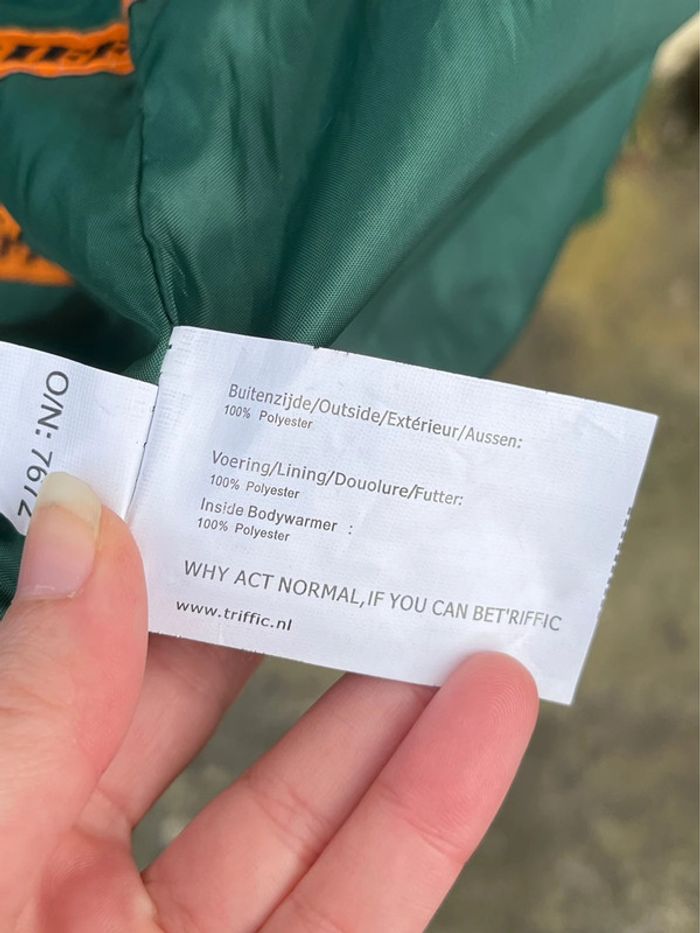 O/N: 7672
Buitenzijde/Outside/Extérieur/Aussen:
100% Polyester
Voering/Lining/Douolure/Futter:
100% Polyester
Inside Bodywarmer :
100% Polyester
WHY ACT NORMAL,IF YOU CAN BET'RIFFIC
www.triffic.nl